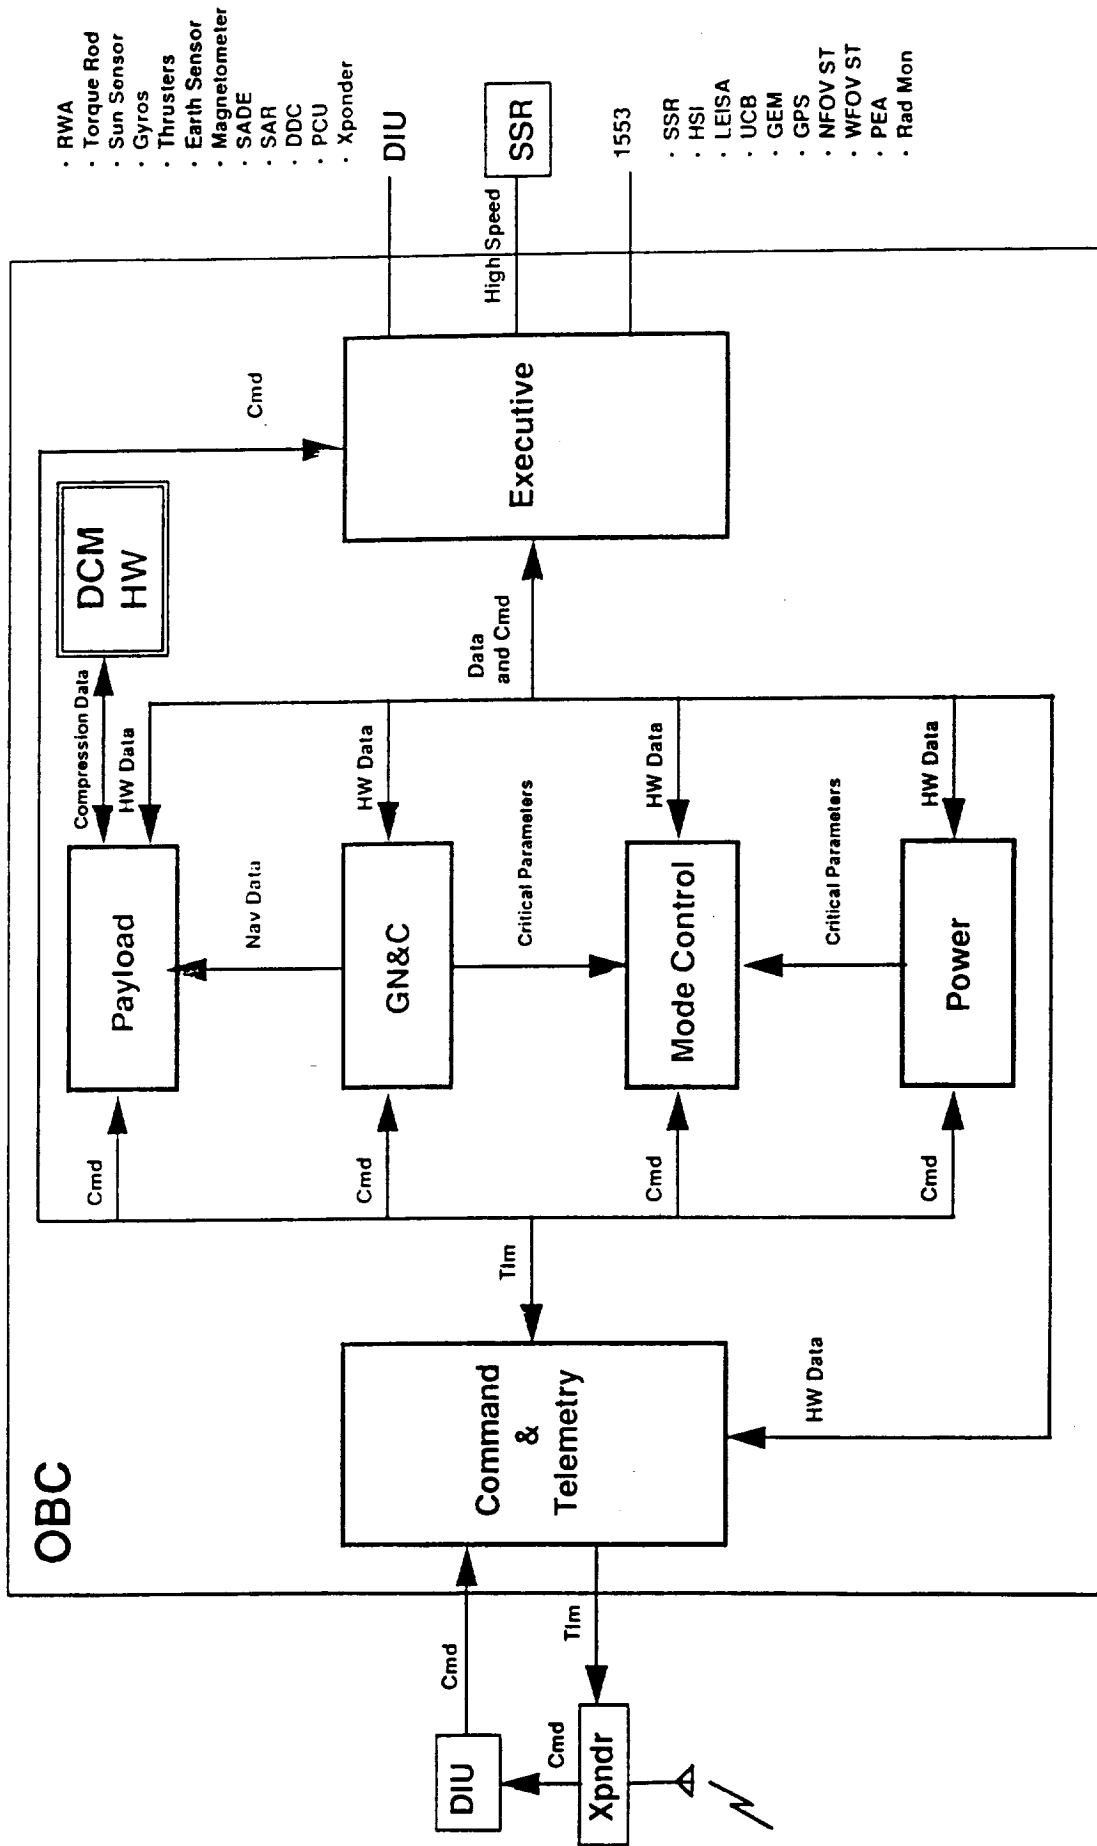 OBC
· RWA
· Torque Rod
· Sun Sensor
· Gyros
· Thrusters
· Earth Sensor
· Magnetometer
· SADE
· SAR
· DDC
· PCU
· Xponder
DIU
High Speed
SSR
1553
· SSR
· HSI
· LEISA
· UCB
· GEM
· GPS
· NFOV ST
· WFOV ST
· PEA
· Rad Mon
Cmd
DCM
HW
Compression Data
HW Data
Payload
Cmd
Nav Data
HW Data
GN&C
Cmd
Critical Parameters
Data
and Cmd
Executive
HW Data
Mode Control
Cmd
Critical Parameters
HW Data
Power
Cmd
Tlm
Command
&
Telemetry
HW Data
Cmd
Tlm
DIU
Cmd
Xpndr